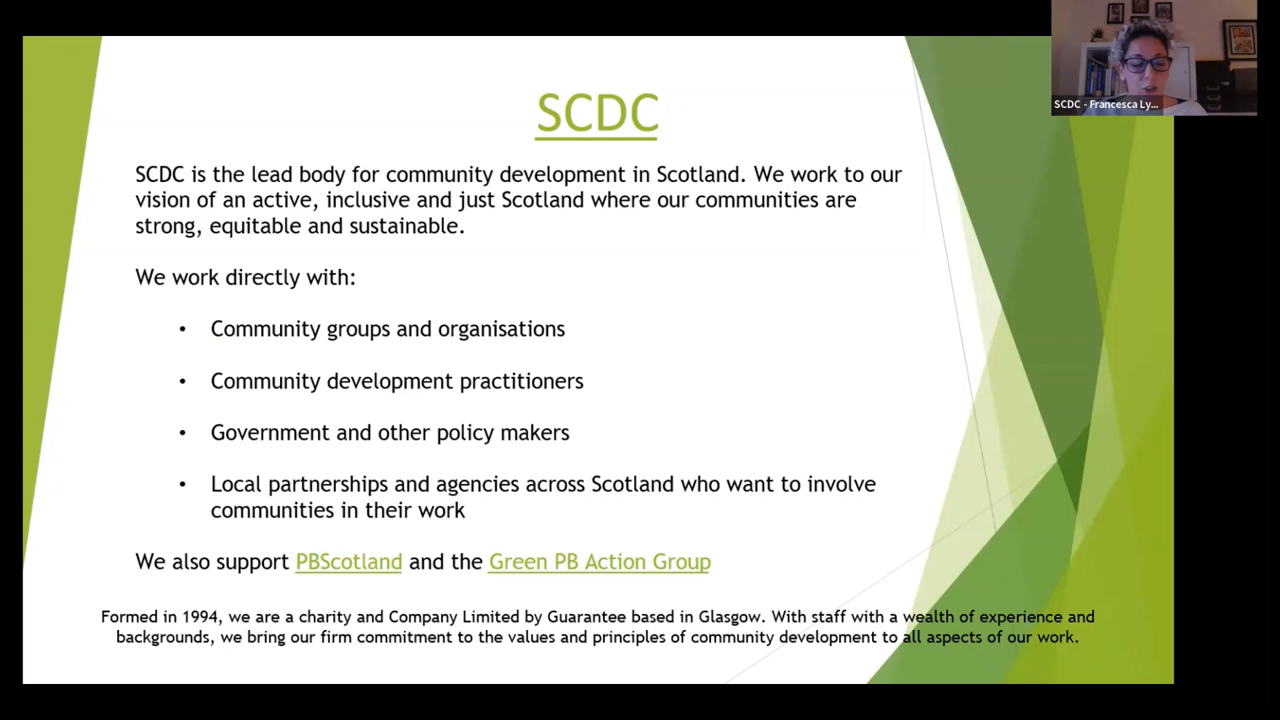 SCDC
SCDC - Francesca Ly...
SCDC is the lead body for community development in Scotland. We work to our
vision of an active, inclusive and just Scotland where our communities are
strong, equitable and sustainable.
We work directly with:
• Community groups and organisations
• Community development practitioners
• Government and other policy makers
• Local partnerships and agencies across Scotland who want to involve
communities in their work
We also support PBScotland and the Green PB Action Group
Formed in 1994, we are a charity and Company Limited by Guarantee based in Glasgow. With staff with a wealth of experience and
backgrounds, we bring our firm commitment to the values and principles of community development to all aspects of our work.